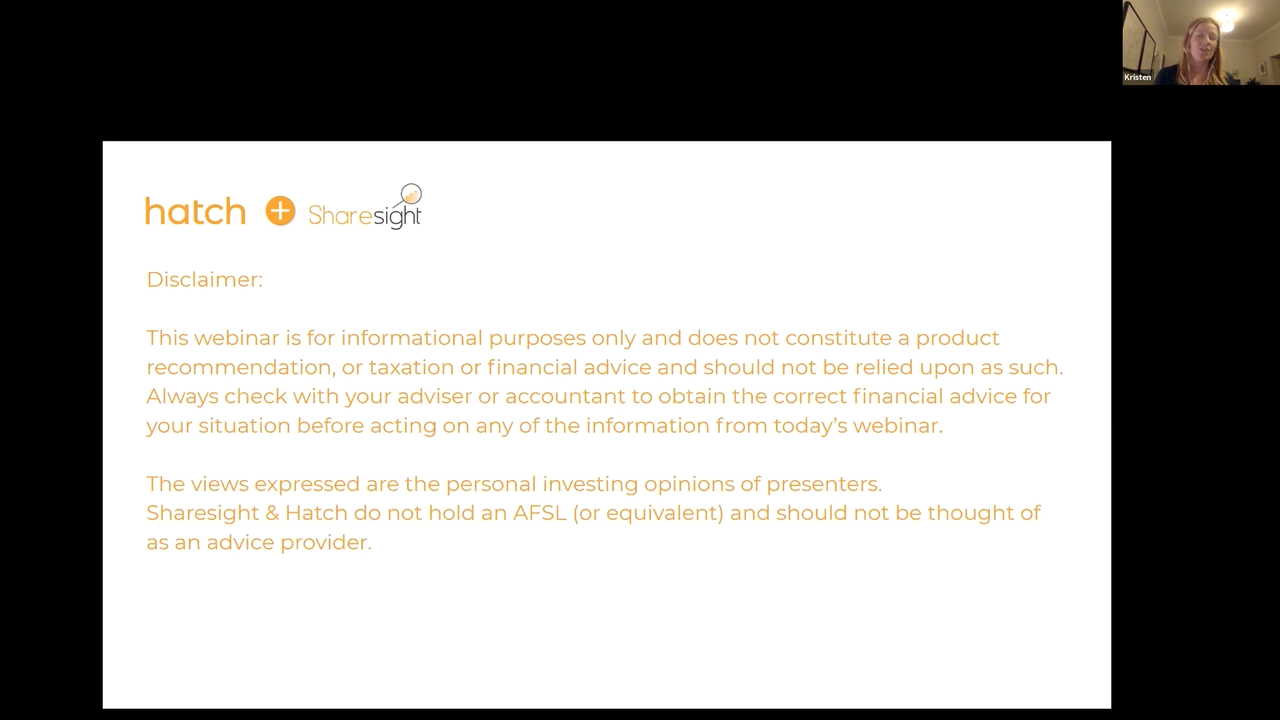 Kristen
hatch + Sharesight
Disclaimer:
This webinar is for informational purposes only and does not constitute a product
recommendation, or taxation or financial advice and should not be relied upon as such.
Always check with your adviser or accountant to obtain the correct financial advice for
your situation before acting on any of the information from today's webinar.
The views expressed are the personal investing opinions of presenters.
Sharesight & Hatch do not hold an AFSL (or equivalent) and should not be thought of
as an advice provider.